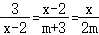 3/(x-2) = (x-2)/(m+3) = x/(2m)